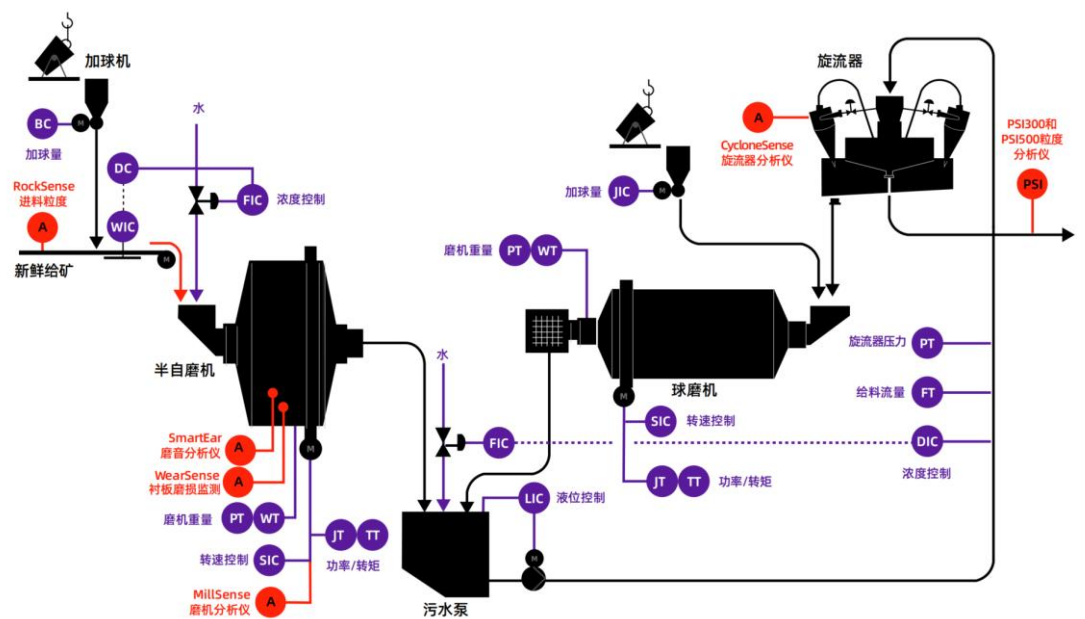 加球机
旋流器
BC
M
加球量
水
A
CycloneSense
旋流器分析仪
PSI300和
PSI500粒度
分析仪
PSI
DC
RockSense
进料粒度
A
FIC
浓度控制
加球量
JIC
M
WIC
新鲜给矿
M
磨机重量
PT
WT
半自磨机
水
旋流器压力
PT
球磨机
M
给料流量
FT
SIC
转速控制
SmartEar
磨音分析仪
A
M
FIC
DIC
浓度控制
WearSense
衬板磨损监测
A
JT
TT
功率/转矩
LIC
液位控制
磨机重量
PT
WT
JT
TT
功率/转矩
转速控制
SIC
M
MillSense
磨机分析仪
A
污水泵